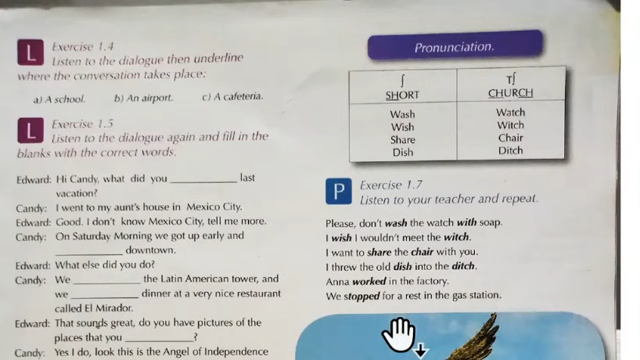 L
Exercise 1.4
Listen to the dialogue then underline
where the conversation takes place:
a) A school. b) An airport. c) A cafeteria.
L
Exercise 1.5
Listen to the dialogue again and fill in the
blanks with the correct words.
Edward: Hi Candy, what did you ____________ last
vacation?
Candy: I went to my aunt's house in Mexico City.
Edward: Good. I don't know Mexico City, tell me more.
Candy: On Saturday Morning we got up early and
____________ downtown.
Edward: What else did you do?
Candy: We ____________ the Latin American tower, and
we ____________ dinner at a very nice restaurant
called El Mirador.
Edward: That sounds great, do you have pictures of the
places that you ____________?
Candy: Yes I do, look this is the Angel of Independence
Pronunciation.
ʃ Tʃ
SHORT CHURCH
Wash Watch
Wish Witch
Share Chair
Dish Ditch
P
Exercise 1.7
Listen to your teacher and repeat.
Please, don't wash the watch with soap.
I wish I wouldn't meet the witch.
I want to share the chair with you.
I threw the old dish into the ditch.
Anna worked in the factory.
We stopped for a rest in the gas station.